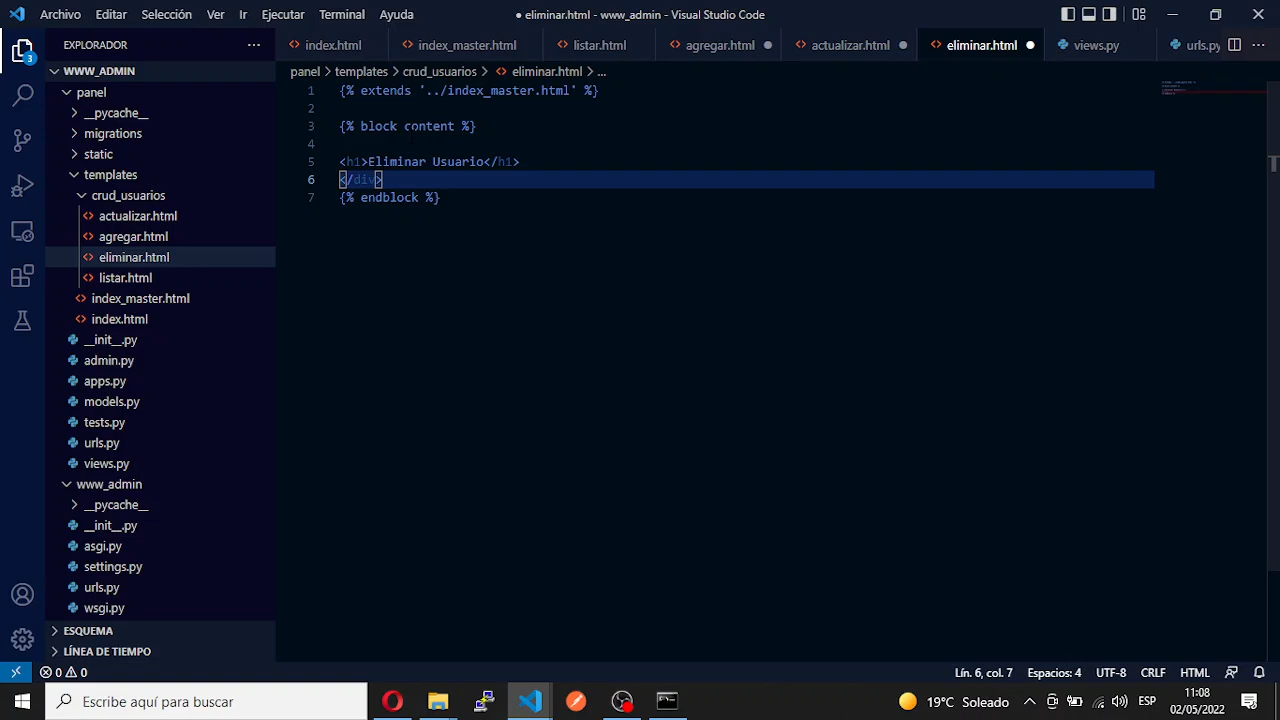 Archivo Editar Selección Ver Ir Ejecutar Terminal Ayuda
● eliminar.html - www_admin - Visual Studio Code
EXPLORADOR
index.html
index_master.html
listar.html
agregar.html
actualizar.html
eliminar.html
views.py
urls.py
WWW_ADMIN
panel > templates > crud_usuarios > eliminar.html > ...
panel
__pycache__
migrations
static
templates
crud_usuarios
actualizar.html
agregar.html
eliminar.html
listar.html
index_master.html
index.html
__init__.py
admin.py
apps.py
models.py
tests.py
urls.py
views.py
www_admin
__pycache__
__init__.py
asgi.py
settings.py
urls.py
wsgi.py
ESQUEMA
LÍNEA DE TIEMPO
3
1 {% extends '../index_master.html' %}
2
3 {% block content %}
4
5 <h1>Eliminar Usuario</h1>
6 </div>
7 {% endblock %}
0 0
Lín. 6, col. 7 Espacios: 4 UTF-8 CRLF HTML
Escribe aquí para buscar
19°C Soleado
ESP
11:08
02/05/2022